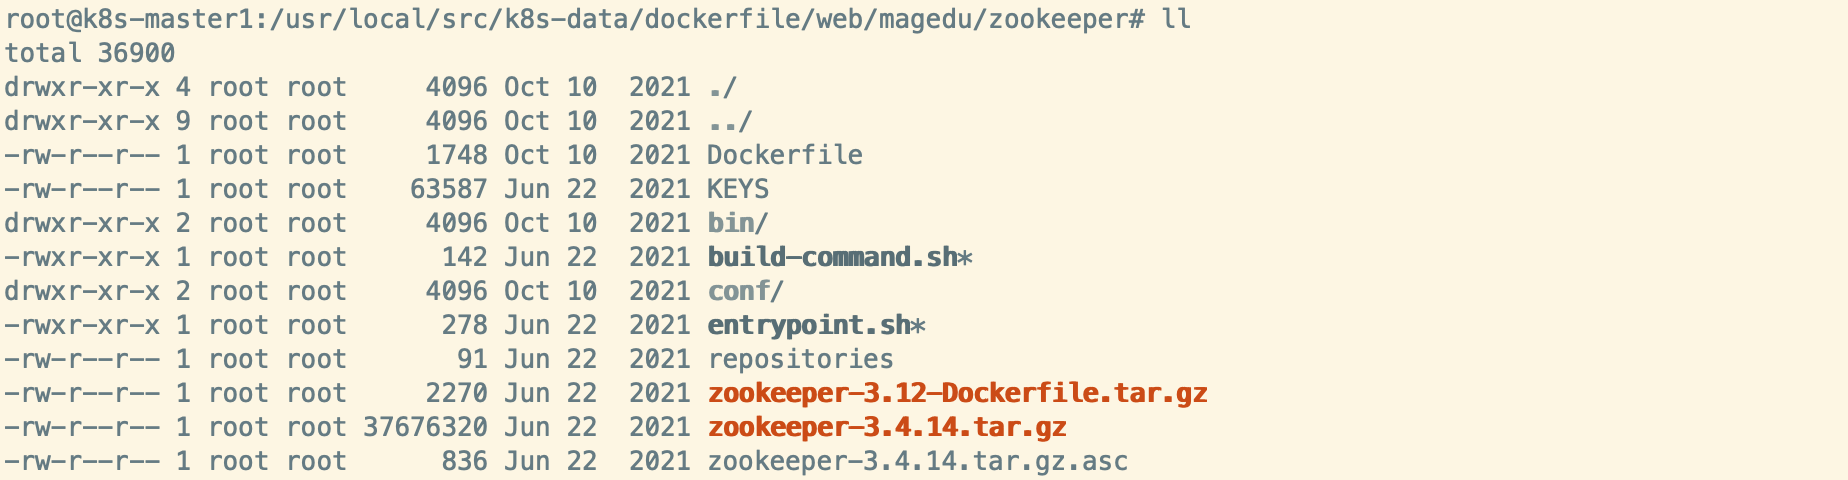 root@k8s-master1:/usr/local/src/k8s-data/dockerfile/web/magedu/zookeeper# ll
total 36900
drwxr-xr-x 4 root root     4096 Oct 10  2021 ./
drwxr-xr-x 9 root root     4096 Oct 10  2021 ../
-rw-r--r-- 1 root root     1748 Oct 10  2021 Dockerfile
-rw-r--r-- 1 root root    63587 Jun 22  2021 KEYS
drwxr-xr-x 2 root root     4096 Oct 10  2021 bin/
-rwxr-xr-x 1 root root      142 Jun 22  2021 build-command.sh*
drwxr-xr-x 2 root root     4096 Oct 10  2021 conf/
-rwxr-xr-x 1 root root      278 Jun 22  2021 entrypoint.sh*
-rw-r--r-- 1 root root       91 Jun 22  2021 repositories
-rw-r--r-- 1 root root     2270 Jun 22  2021 zookeeper-3.12-Dockerfile.tar.gz
-rw-r--r-- 1 root root 37676320 Jun 22  2021 zookeeper-3.4.14.tar.gz
-rw-r--r-- 1 root root      836 Jun 22  2021 zookeeper-3.4.14.tar.gz.asc